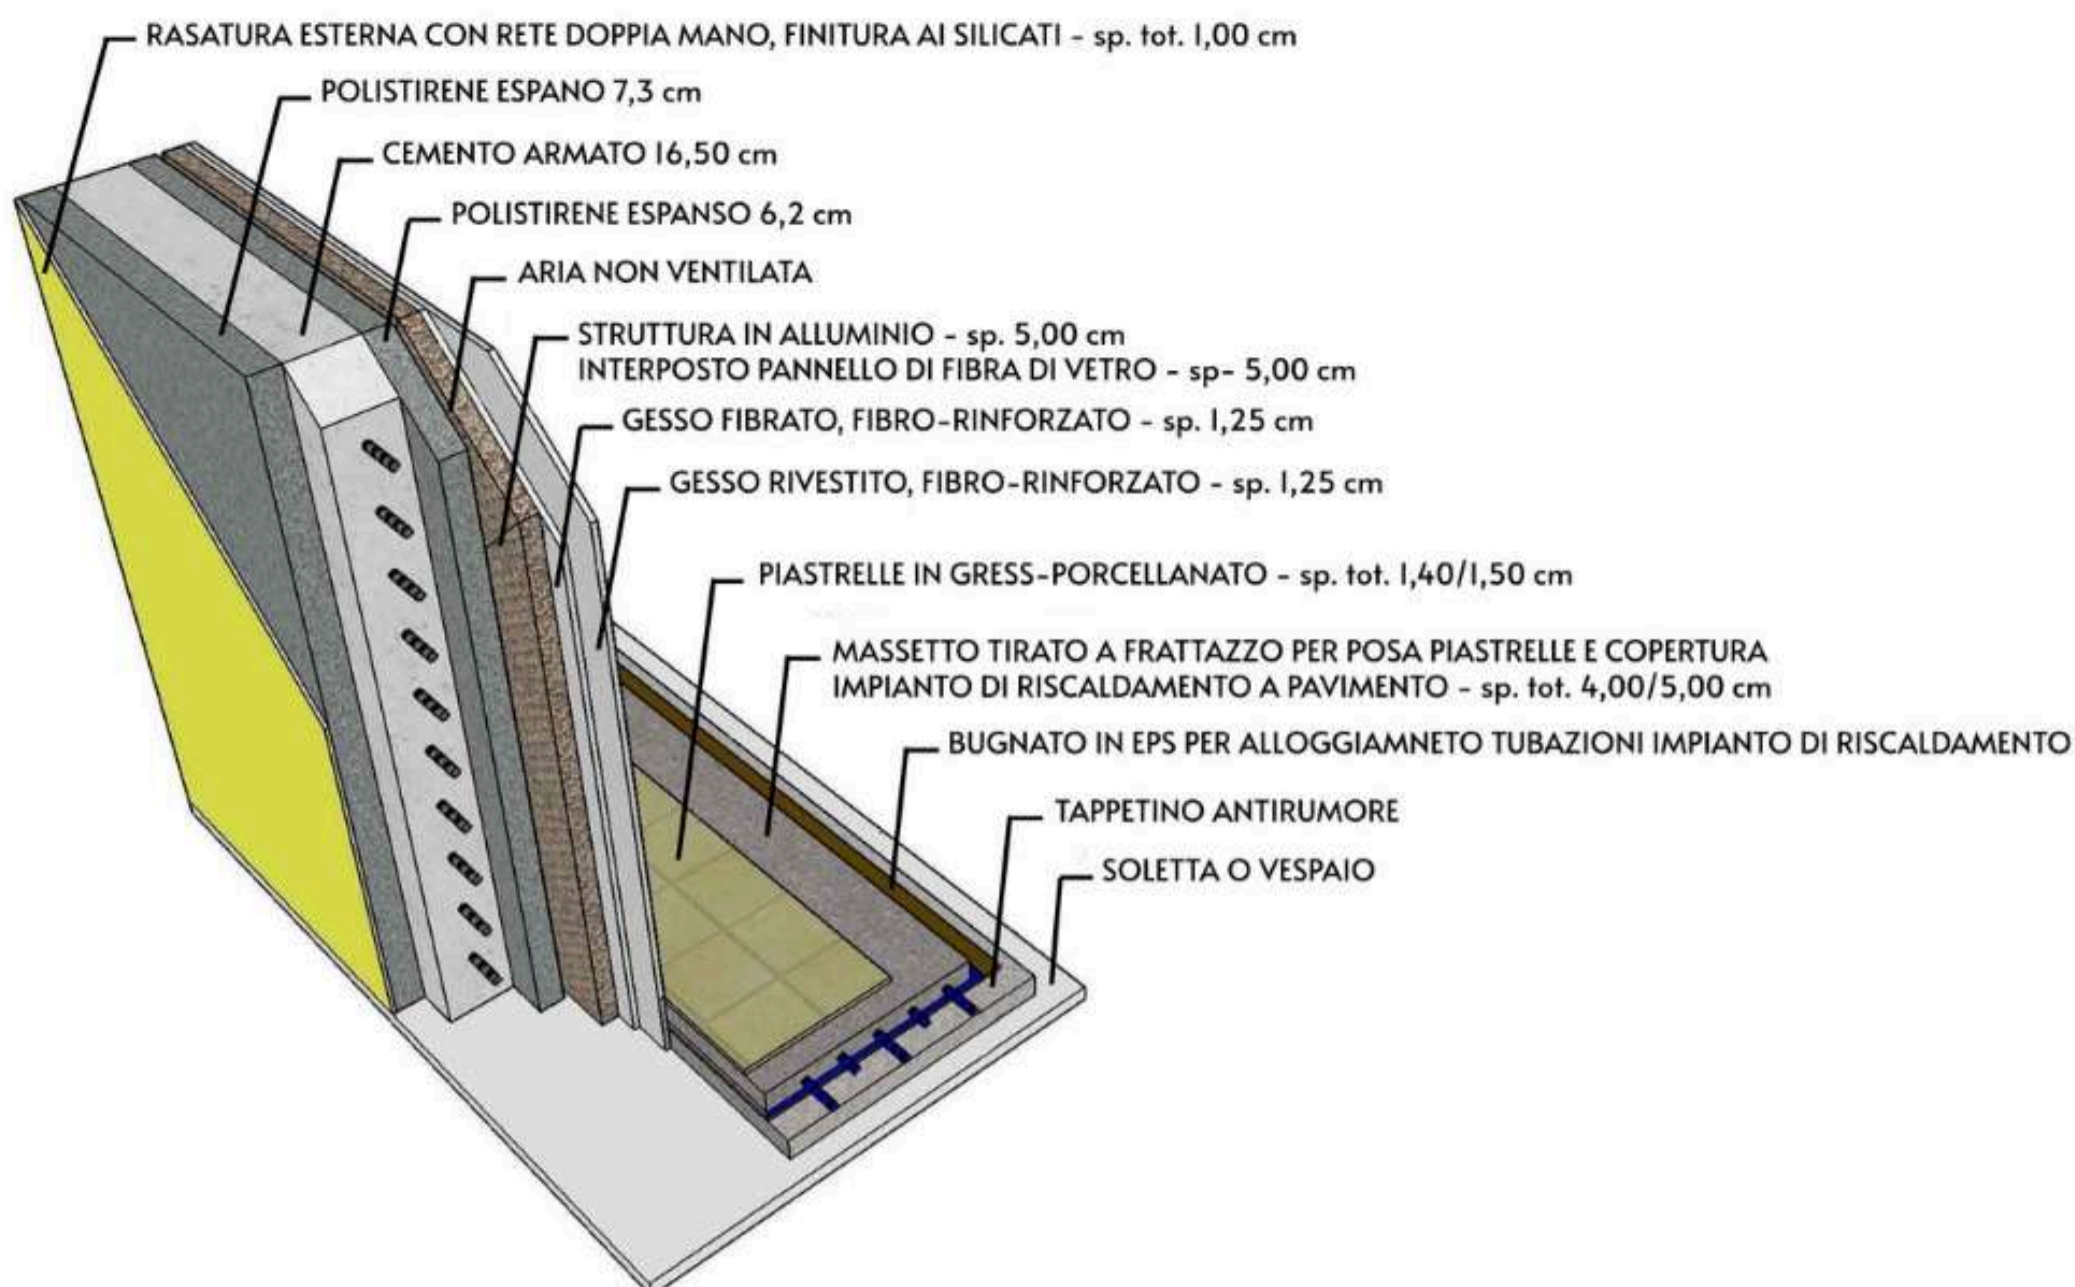 RASATURA ESTERNA CON RETE DOPPIA MANO, FINITURA AI SILICATI - sp. tot. 1,00 cm
POLISTIRENE ESPANO 7,3 cm
CEMENTO ARMATO 16,50 cm
POLISTIRENE ESPANSO 6,2 cm
ARIA NON VENTILATA
STRUTTURA IN ALLUMINIO - sp. 5,00 cm
INTERPOSTO PANNELLO DI FIBRA DI VETRO - sp- 5,00 cm
GESSO FIBRATO, FIBRO-RINFORZATO - sp. 1,25 cm
GESSO RIVESTITO, FIBRO-RINFORZATO - sp. 1,25 cm
PIASTRELLE IN GRESS-PORCELLANATO - sp. tot. 1,40/1,50 cm
MASSETTO TIRATO A FRATTAZZO PER POSA PIASTRELLE E COPERTURA
IMPIANTO DI RISCALDAMENTO A PAVIMENTO - sp. tot. 4,00/5,00 cm
BUGNATO IN EPS PER ALLOGGIAMNETO TUBAZIONI IMPIANTO DI RISCALDAMENTO
TAPPETINO ANTIRUMORE
SOLETTA O VESPAIO